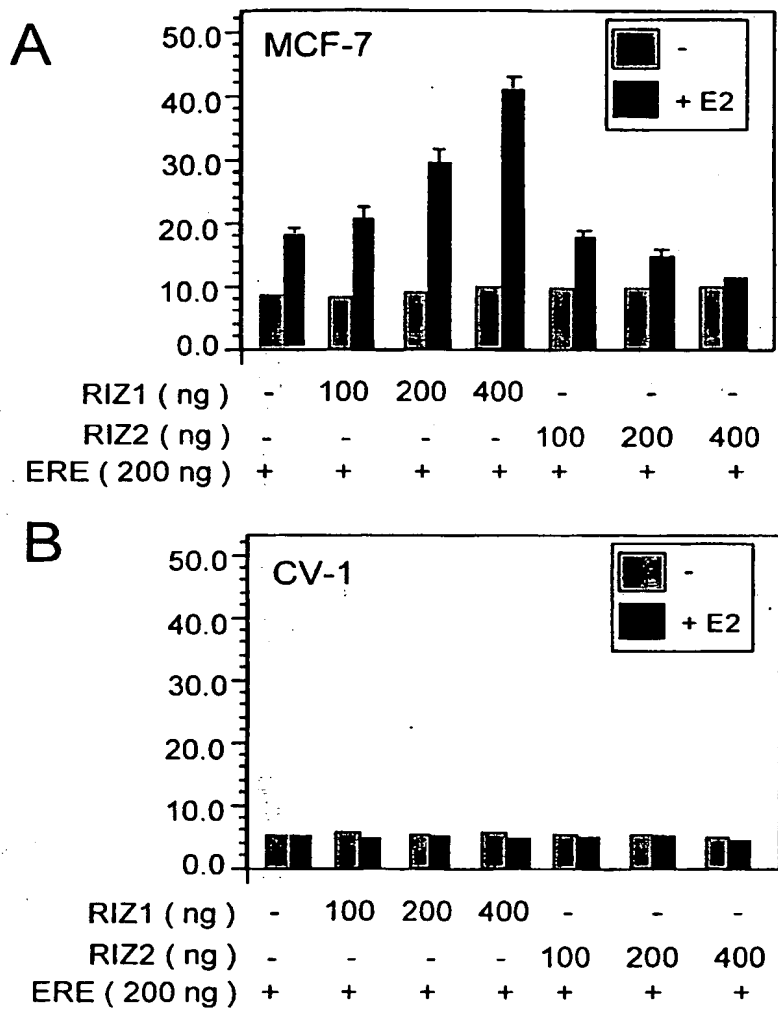 A
MCF-7
-
+ E2
50.0
40.0
30.0
20.0
10.0
0.0
RIZ1 ( ng ) - 100 200 400 - - -
RIZ2 ( ng ) - - - - 100 200 400
ERE ( 200 ng ) + + + + + + +
B
CV-1
-
+ E2
50.0
40.0
30.0
20.0
10.0
0.0
RIZ1 ( ng ) - 100 200 400 - - -
RIZ2 ( ng ) - - - - 100 200 400
ERE ( 200 ng ) + + + + + + +